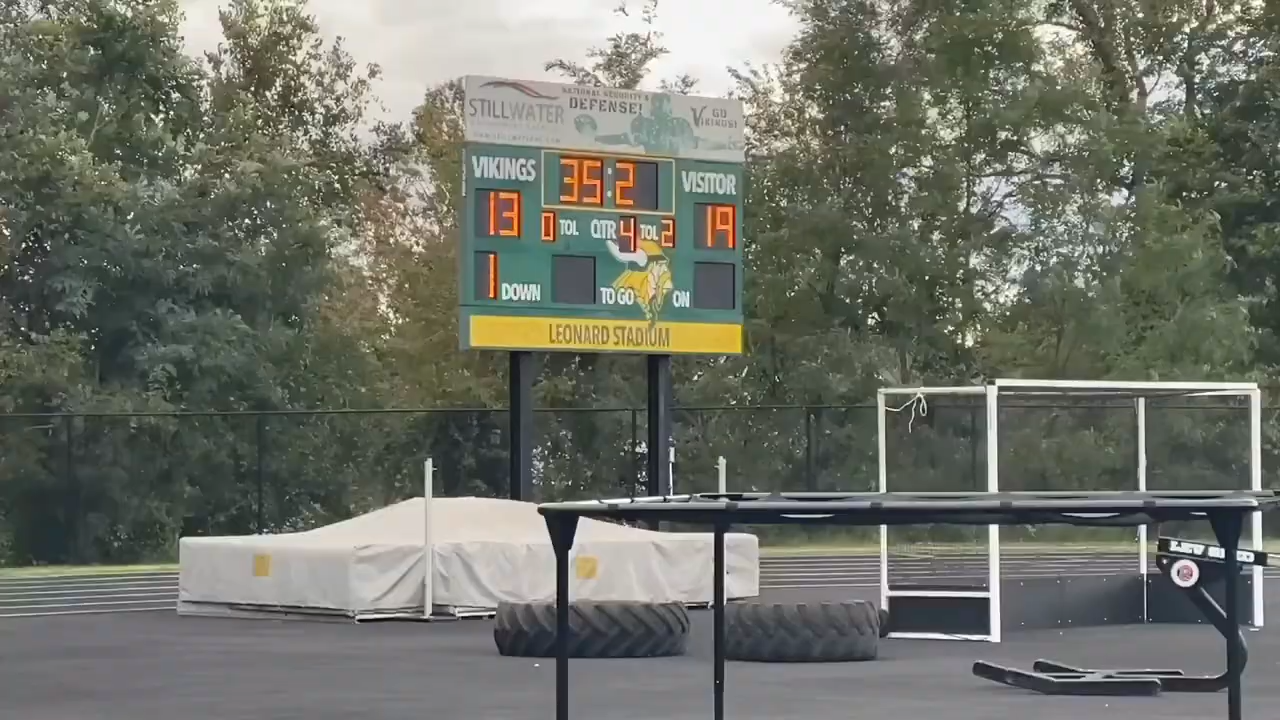 STILLWATER
NATIONAL SECURITY &
DEFENSE!
GO
VIKINGS!
VIKINGS 35:2 VISITOR
13 0 TOL QTR 4 TOL 2 19
1 DOWN TO GO ON
LEONARD STADIUM